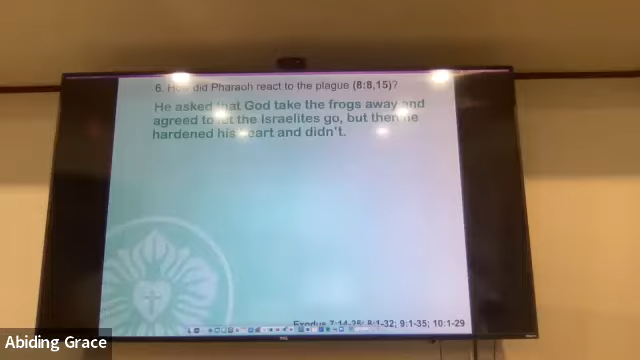 6. How did Pharaoh react to the plague (8:8,15)?
He asked that God take the frogs away and
agreed to let the Israelites go, but then he
hardened his heart and didn't.
Exodus 7:14-25; 8:1-32; 9:1-35; 10:1-29
TCL
Abiding Grace